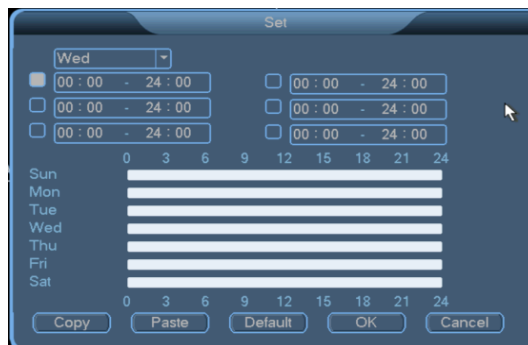 Set
Wed
00:00 - 24:00 00:00 - 24:00
00:00 - 24:00 00:00 - 24:00
00:00 - 24:00 00:00 - 24:00
0 3 6 9 12 15 18 21 24
Sun
Mon
Tue
Wed
Thu
Fri
Sat
0 3 6 9 12 15 18 21 24
Copy Paste Default OK Cancel